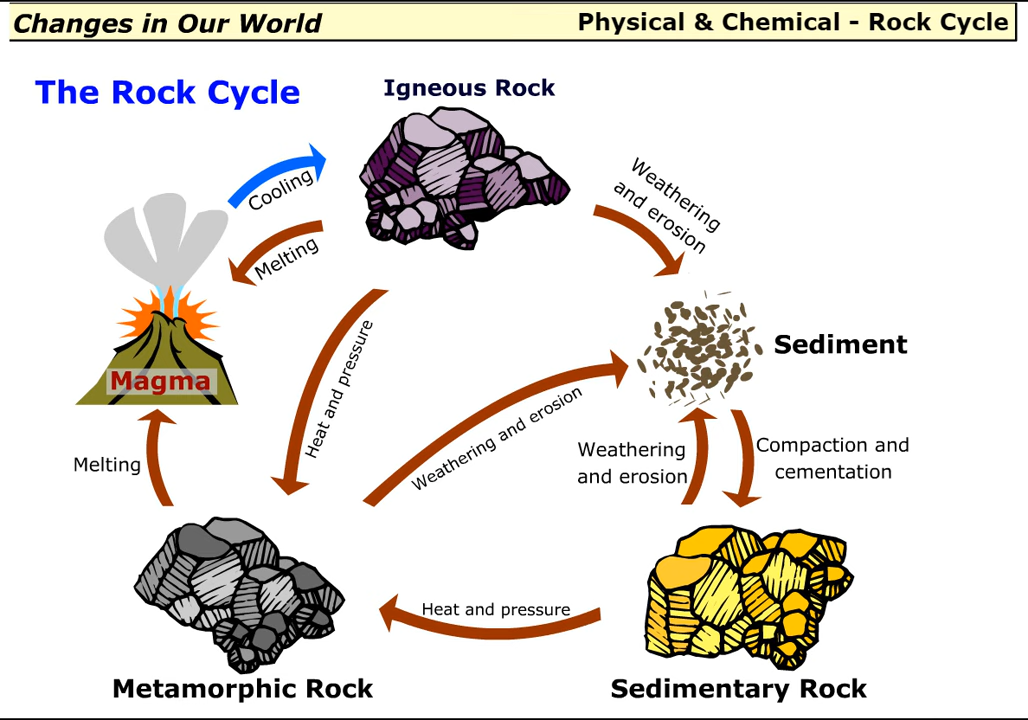 Changes in Our World
Physical & Chemical - Rock Cycle
The Rock Cycle
Igneous Rock
Cooling
Melting
Weathering
and erosion
Heat and pressure
Magma
Sediment
Weathering and erosion
Melting
Weathering
and erosion
Compaction and
cementation
Heat and pressure
Metamorphic Rock
Sedimentary Rock